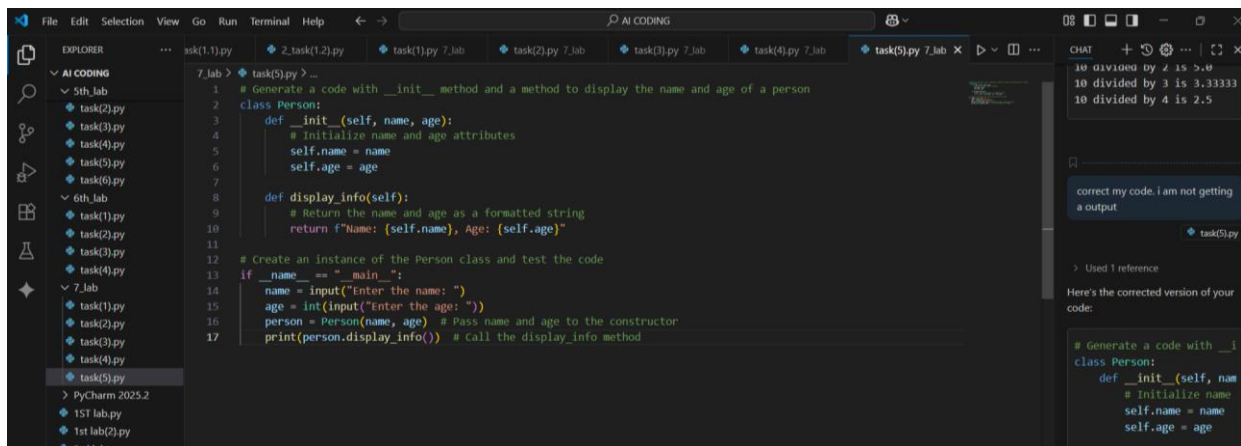 File Edit Selection View Go Run Terminal Help
AI CODING
EXPLORER
AI CODING
5th_lab
task(2).py
task(3).py
task(4).py
task(5).py
task(6).py
6th_lab
task(1).py
task(2).py
task(3).py
task(4).py
7_lab
task(1).py
task(2).py
task(3).py
task(4).py
task(5).py
PyCharm 2025.2
1ST lab.py
1st lab(2).py
ask(1.1).py 2_task(1.2).py task(1).py 7_lab task(2).py 7_lab task(3).py 7_lab task(4).py 7_lab task(5).py 7_lab
7_lab > task(5).py > ...
1 # Generate a code with __init__ method and a method to display the name and age of a person
2 class Person:
3 def __init__(self, name, age):
4 # Initialize name and age attributes
5 self.name = name
6 self.age = age
7
8 def display_info(self):
9 # Return the name and age as a formatted string
10 return f"Name: {self.name}, Age: {self.age}"
11
12 # Create an instance of the Person class and test the code
13 if __name__ == "__main__":
14 name = input("Enter the name: ")
15 age = int(input("Enter the age: "))
16 person = Person(name, age) # Pass name and age to the constructor
17 print(person.display_info()) # Call the display_info method
CHAT
10 divided by 2 is 5.0
10 divided by 3 is 3.33333
10 divided by 4 is 2.5
correct my code. i am not getting
a output
task(5).py
Used 1 reference
Here's the corrected version of your
code:
# Generate a code with __i
class Person:
def __init__(self, nam
# Initialize name
self.name = name
self.age = age